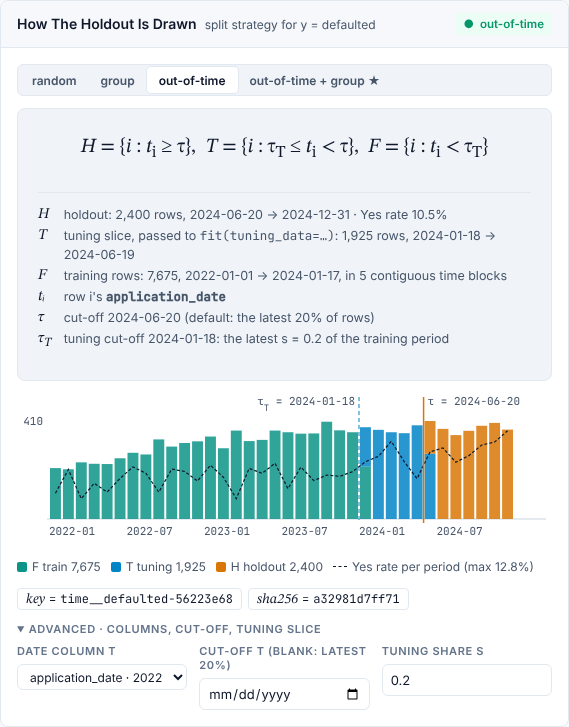 How The Holdout Is Drawn split strategy for y = defaulted
● out-of-time
random group out-of-time out-of-time + group ★
H = {i : tᵢ ≥ τ}, T = {i : τ_T ≤ tᵢ < τ}, F = {i : tᵢ < τ_T}
H holdout: 2,400 rows, 2024-06-20 → 2024-12-31 · Yes rate 10.5%
T tuning slice, passed to fit(tuning_data=…): 1,925 rows, 2024-01-18 →
2024-06-19
F training rows: 7,675, 2022-01-01 → 2024-01-17, in 5 contiguous time blocks
tᵢ row i's application_date
τ cut-off 2024-06-20 (default: the latest 20% of rows)
τ_T tuning cut-off 2024-01-18: the latest s = 0.2 of the training period
τ_T = 2024-01-18 τ = 2024-06-20
410
2022-01 2022-07 2023-01 2023-07 2024-01 2024-07
F train 7,675 T tuning 1,925 H holdout 2,400 Yes rate per period (max 12.8%)
key = time__defaulted-56223e68 sha256 = a32981d7ff71
▾ ADVANCED · COLUMNS, CUT-OFF, TUNING SLICE
DATE COLUMN T
application_date · 2022
CUT-OFF Τ (BLANK: LATEST
20%)
mm/dd/yyyy
TUNING SHARE S
0.2